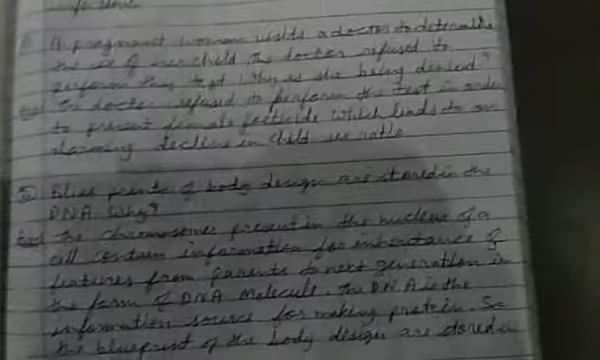 A pregnant woman visits a doctor to determine
the sex of her child. The doctor refused to
perform the test. Why is she being denied?
The doctor refused to perform the test in order
to prevent female foeticide which leads to an
alarming decline in child sex ratio
5) Blue prints of body design are stored in the
DNA. Why?
The chromosomes present in the nucleus of a
cell contain information for inheritance of
features from parents to next generation in
the form of DNA molecule. The DNA is the
information source for making protein. So
the blueprint of the body design are stored in